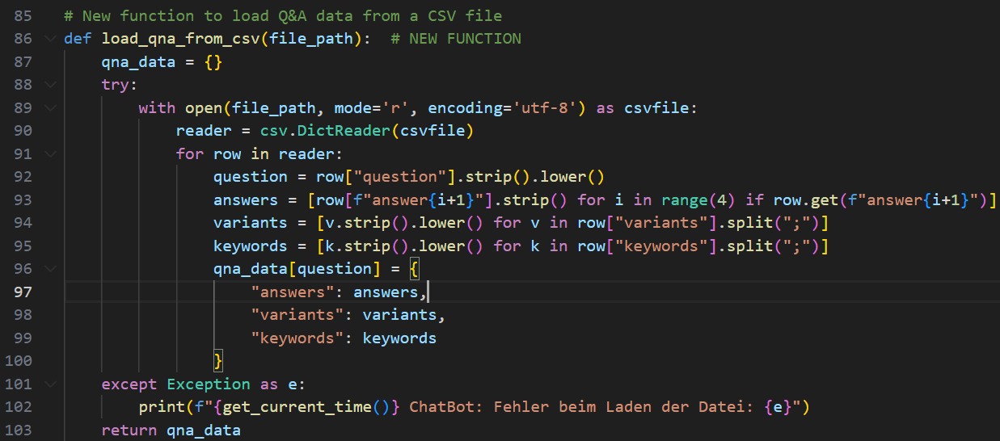 85 # New function to load Q&A data from a CSV file
86 def load_qna_from_csv(file_path):  # NEW FUNCTION
87     qna_data = {}
88     try:
89         with open(file_path, mode='r', encoding='utf-8') as csvfile:
90             reader = csv.DictReader(csvfile)
91             for row in reader:
92                 question = row["question"].strip().lower()
93                 answers = [row[f"answer{i+1}"].strip() for i in range(4) if row.get(f"answer{i+1}")]
94                 variants = [v.strip().lower() for v in row["variants"].split(";")]
95                 keywords = [k.strip().lower() for k in row["keywords"].split(";")]
96                 qna_data[question] = {
97                     "answers": answers,
98                     "variants": variants,
99                     "keywords": keywords
100                 }
101     except Exception as e:
102         print(f"{get_current_time()} ChatBot: Fehler beim Laden der Datei: {e}")
103     return qna_data